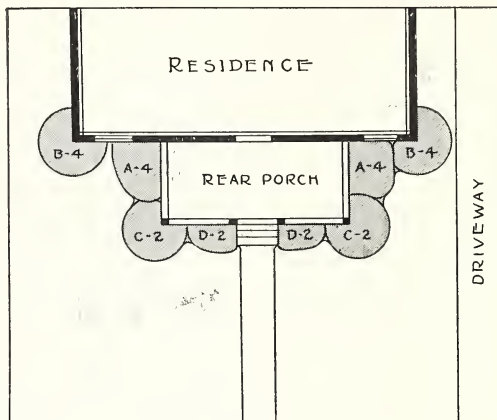 RESIDENCE
B-4
A-4
REAR PORCH
A-4
B-4
C-2
D-2
D-2
C-2
DRIVEWAY